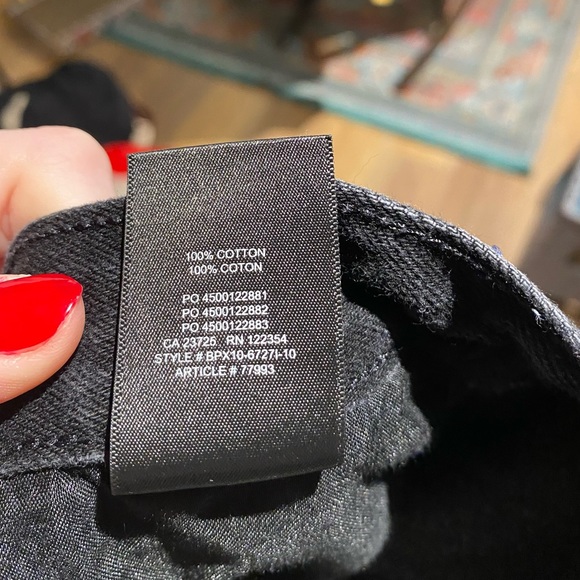 100% COTTON
100% COTON
PO 4500122881
PO 4500122882
PO 4500122883
CA 23725 RN 122354
STYLE # BPX10-6727I-10
ARTICLE # 77993